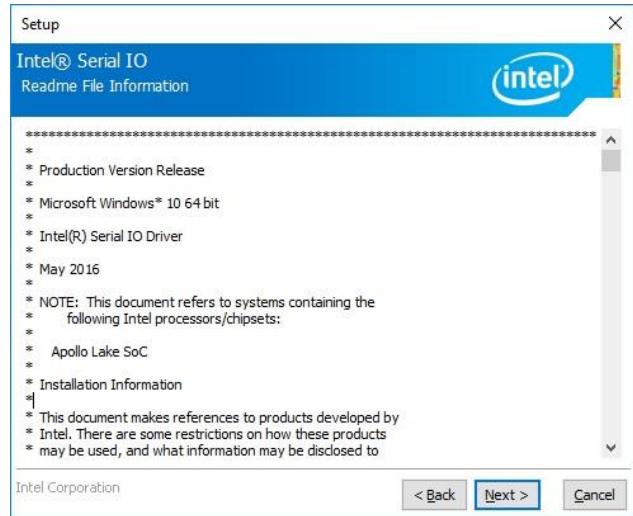 Setup
Intel® Serial IO
Readme File Information
intel
*******************************************************************************
*
* Production Version Release
*
* Microsoft Windows* 10 64 bit
*
* Intel(R) Serial IO Driver
*
* May 2016
*
* NOTE: This document refers to systems containing the
* following Intel processors/chipsets:
*
* Apollo Lake SoC
*
* Installation Information
*
* This document makes references to products developed by
* Intel. There are some restrictions on how these products
* may be used, and what information may be disclosed to
Intel Corporation
< Back
Next >
Cancel